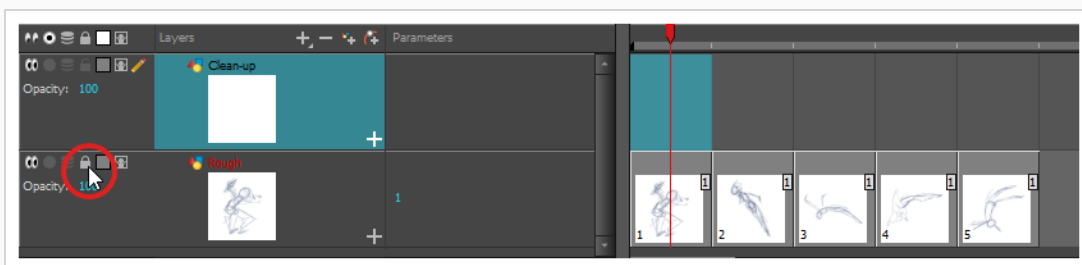 Layers Parameters
Clean-up
Opacity: 100
Rough
Opacity: 100
1
1 1 1 1 1
1 2 3 4 5